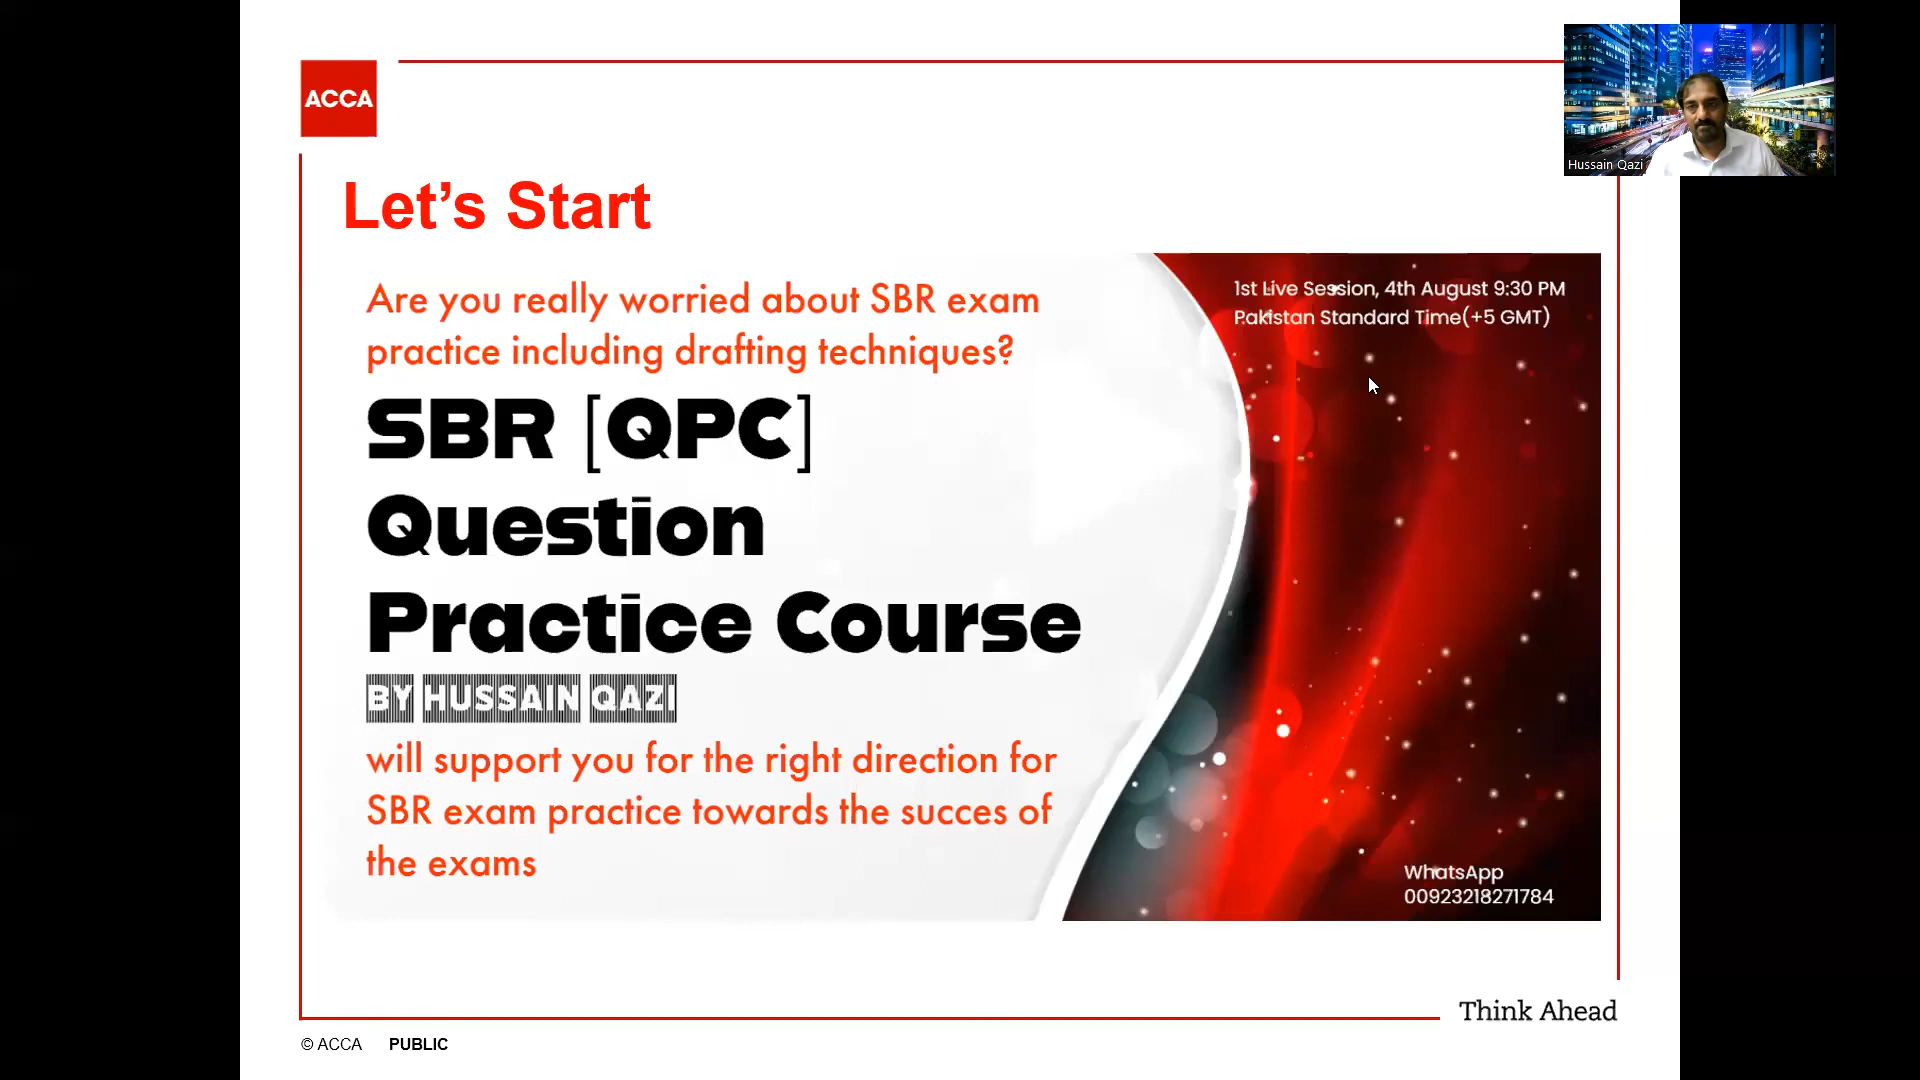 ACCA
Hussain Qazi
Let’s Start
Are you really worried about SBR exam
practice including drafting techniques?
SBR [QPC]
Question
Practice Course
BY HUSSAIN QAZI
will support you for the right direction for
SBR exam practice towards the succes of
the exams
1st Live Session, 4th August 9:30 PM
Pakistan Standard Time(+5 GMT)
WhatsApp
00923218271784
Think Ahead
© ACCA PUBLIC